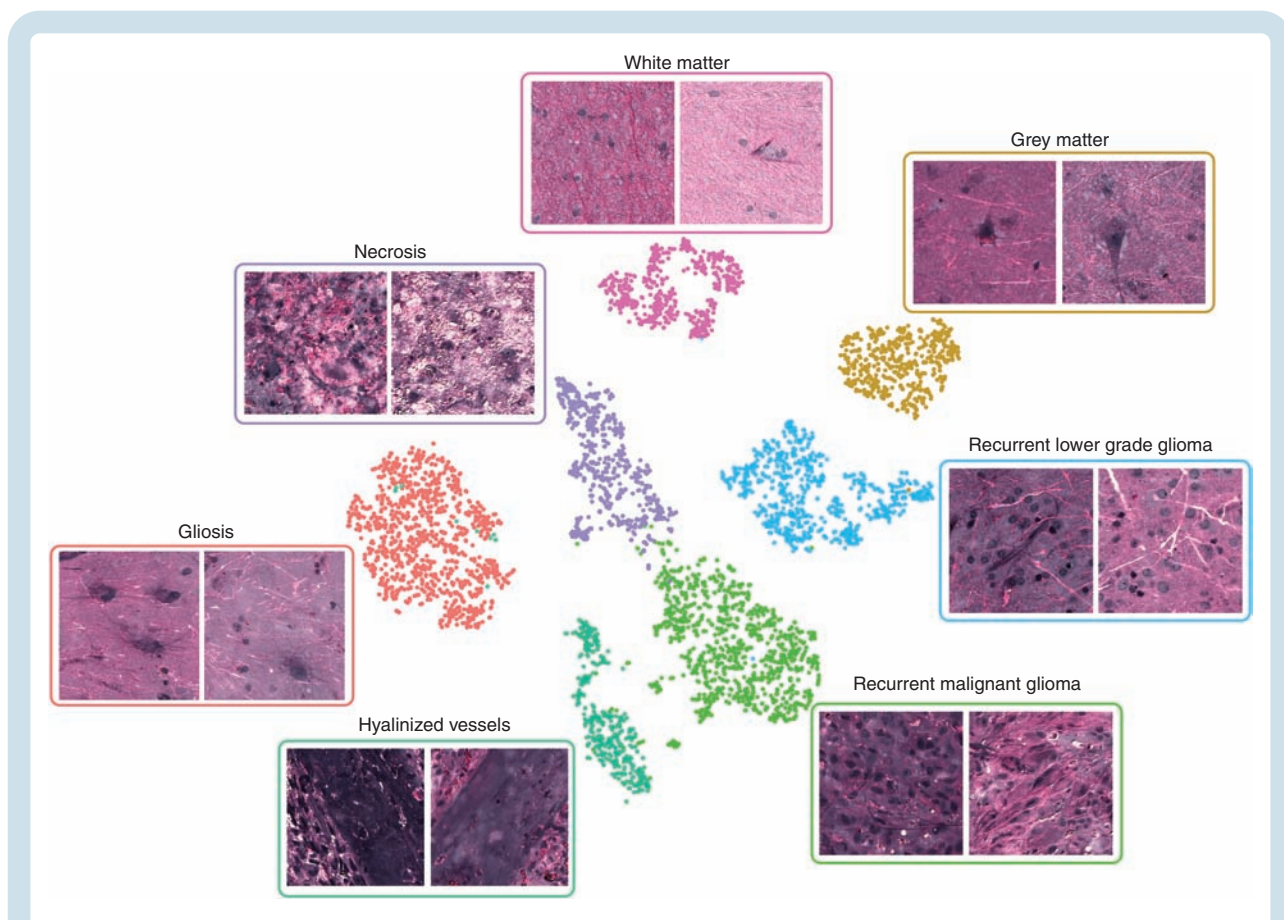 White matter
Grey matter
Necrosis
Recurrent lower grade glioma
Gliosis
Recurrent malignant glioma
Hyalinized vessels